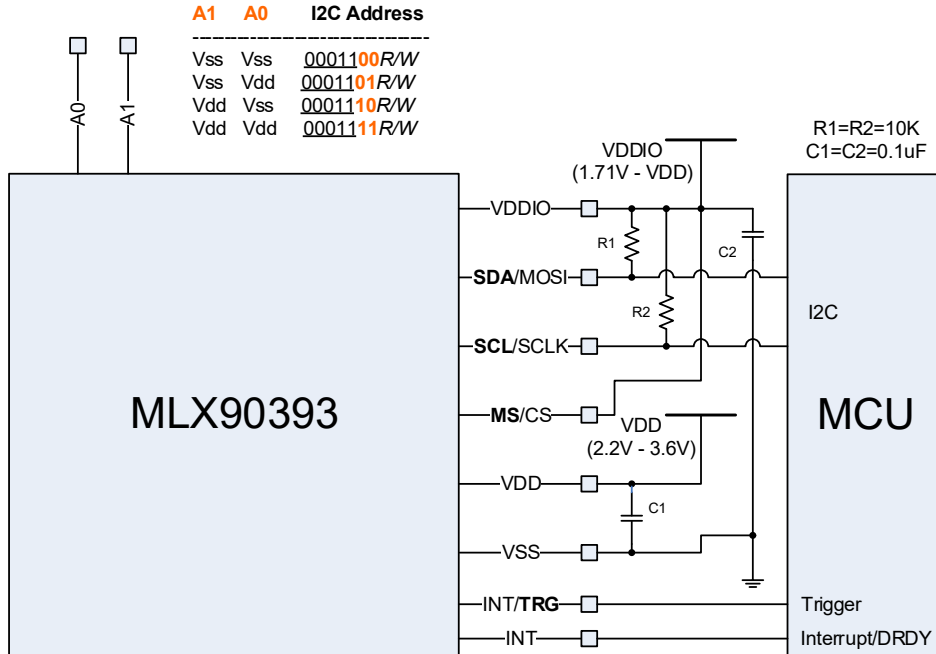 A1 A0 I2C Address
------------------------------
Vss Vss 0001100R/W
Vss Vdd 0001101R/W
Vdd Vss 0001110R/W
Vdd Vdd 0001111R/W
A0
A1
R1=R2=10K
C1=C2=0.1uF
VDDIO
(1.71V - VDD)
VDDIO
R1
C2
SDA/MOSI
R2
I2C
SCL/SCLK
MLX90393
MS/CS
MCU
VDD
(2.2V - 3.6V)
VDD
C1
VSS
INT/TRG
Trigger
INT
Interrupt/DRDY